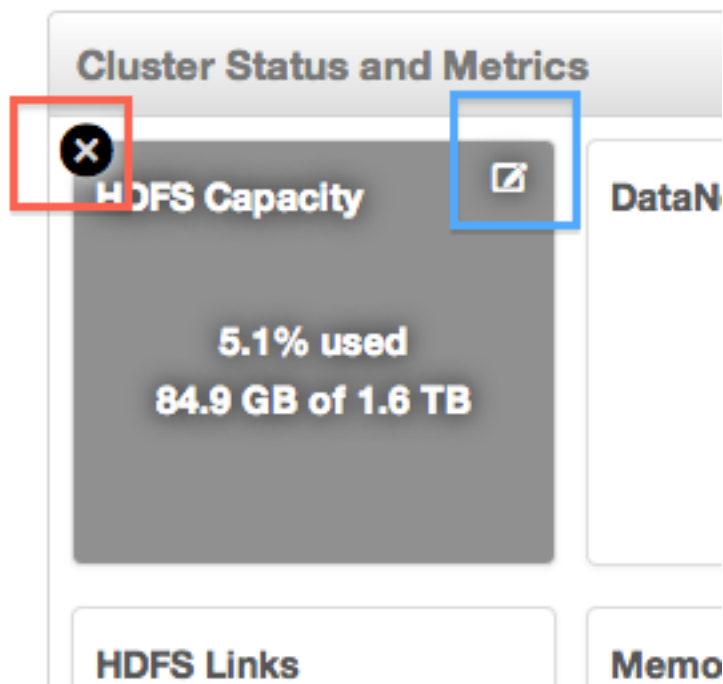 Cluster Status and Metrics
HDFS Capacity
5.1% used
84.9 GB of 1.6 TB
HDFS Links